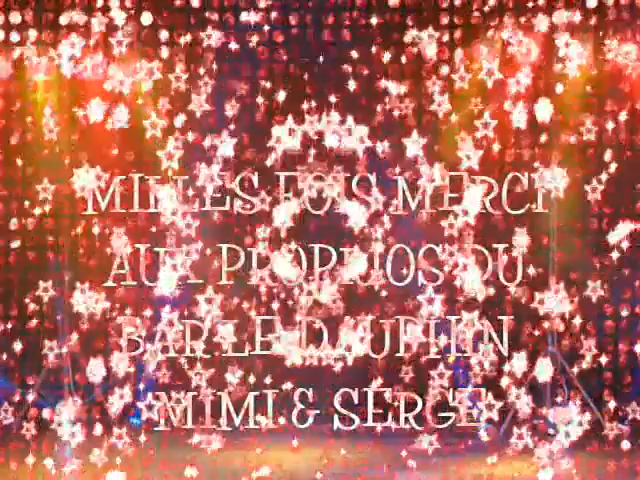 MILLES FOIS MERCI
AUX PROPRIOS DU
BAR LE DAUPHIN
MIMI & SERGE